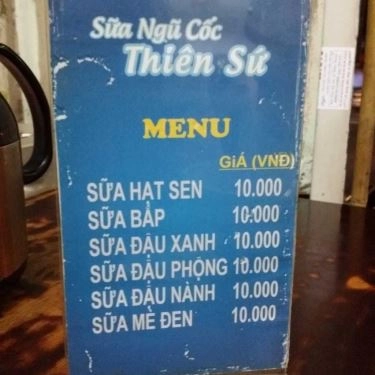 Sữa Ngũ Cốc
Thiên Sứ
MENU
GIÁ (VNĐ)
SỮA HẠT SEN 10.000
SỮA BẮP 10.000
SỮA ĐẬU XANH 10.000
SỮA ĐẬU PHỘNG 10.000
SỮA ĐẬU NÀNH 10.000
SỮA MÈ ĐEN 10.000